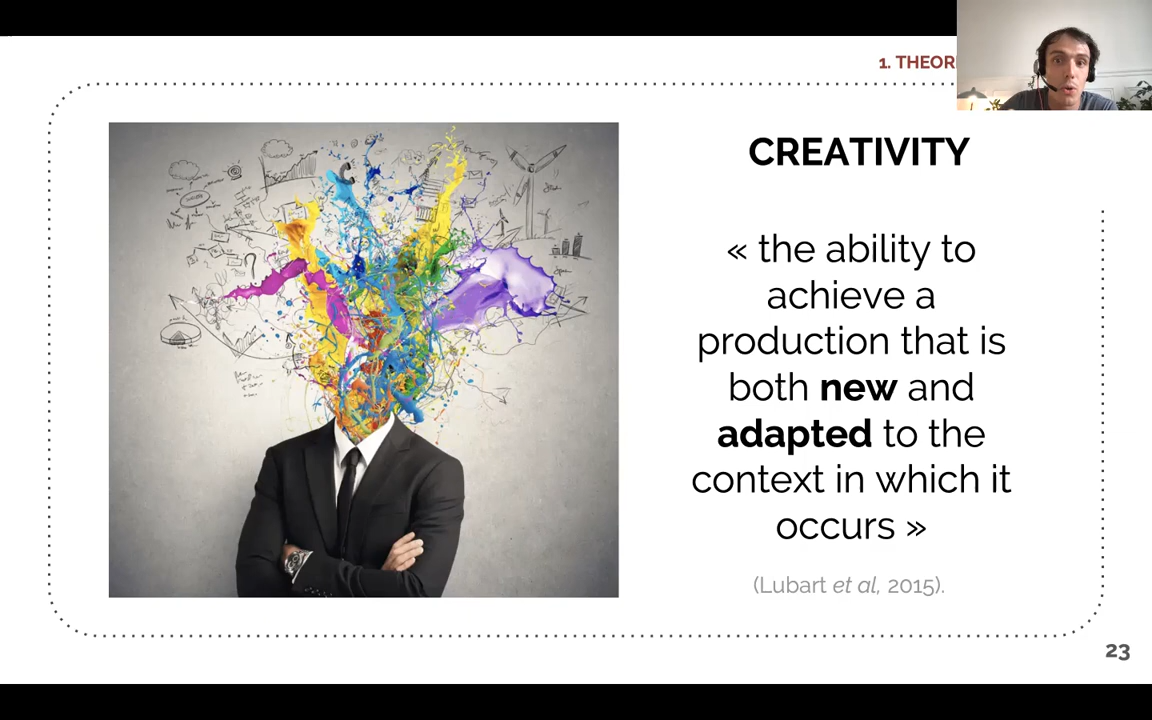 1. THEOR
CREATIVITY
« the ability to
achieve a
production that is
both new and
adapted to the
context in which it
occurs »
(Lubart et al, 2015).
23